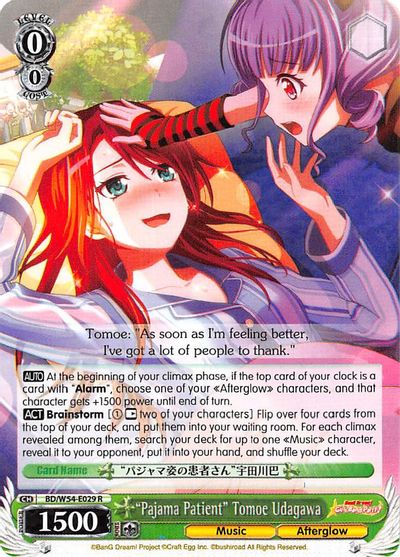 LEVEL
0
0
COST
Tomoe: "As soon as I'm feeling better,
I've got a lot of people to thank."
AUTO At the beginning of your climax phase, if the top card of your clock is a
card with "Alarm", choose one of your «Afterglow» characters, and that
character gets +1500 power until end of turn.
ACT Brainstorm [① two of your characters] Flip over four cards
from the top of your deck, and put them into your waiting room. For each
climax revealed among them, search your deck for up to one «Music» character,
reveal it to your opponent, put it into your hand, and shuffle your deck.
Card Name "パジャマ姿の患者さん"宇田川巴
CH BD/W54-E029 R
1500
"Pajama Patient" Tomoe Udagawa
Music Afterglow
©BanG Dream! Project ©Craft Egg Inc. ©bushiroad All Rights Reserved.